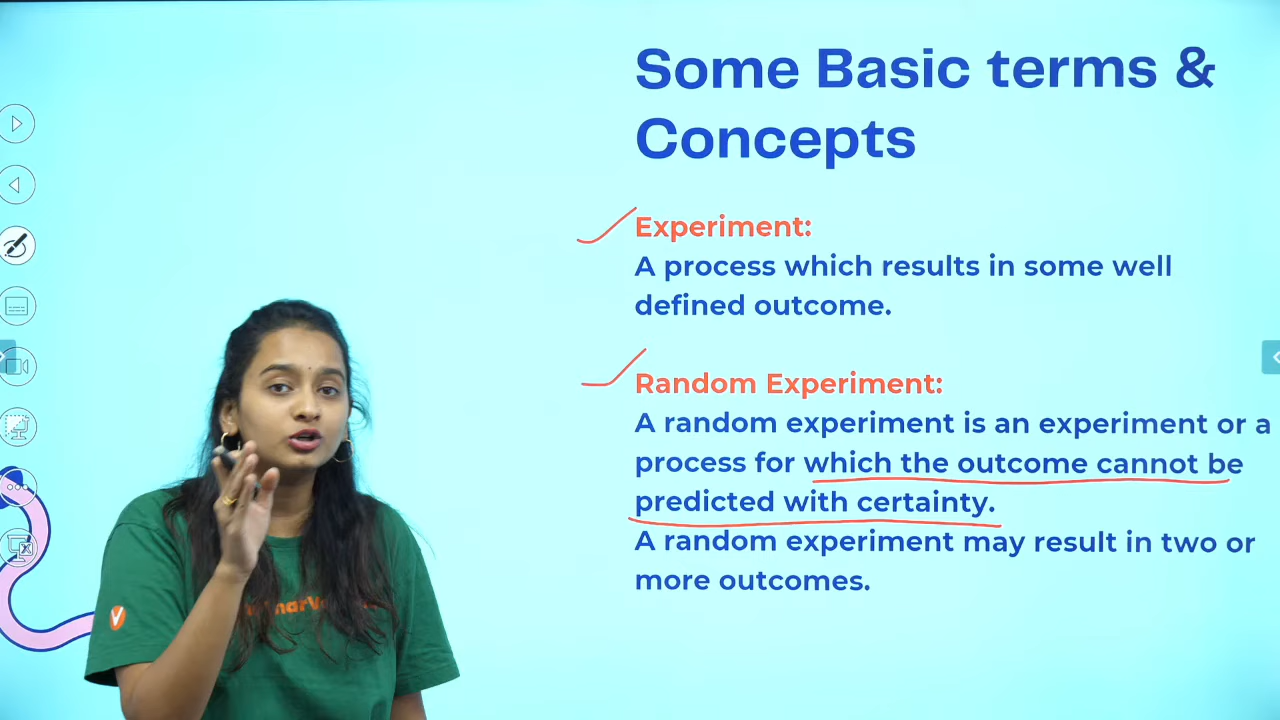 Some Basic terms &
Concepts
Experiment:
A process which results in some well
defined outcome.
Random Experiment:
A random experiment is an experiment or a
process for which the outcome cannot be
predicted with certainty.
A random experiment may result in two or
more outcomes.